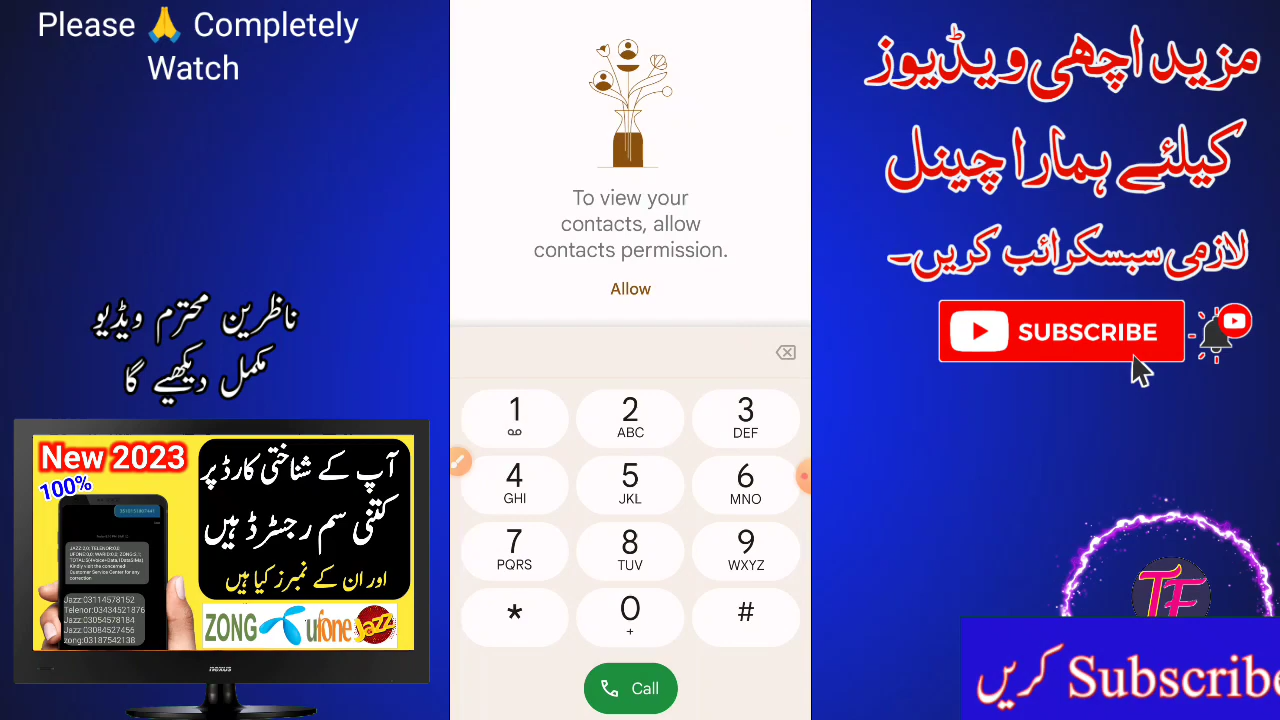 Please 🙏 Completely
Watch
ناظرین محترم ویڈیو
مکمل دیکھیے گا
New 2023
100%
آپ کے شناختی کارڈ پر
کتنی سم رجسٹرڈ ہیں
اور ان کے نمبرز کیا ہیں
ZONG ufone Jazz
Jazz:03114578152
Telenor:03434521876
Jazz:03054578184
Jazz:03084527456
zong:03187542138
To view your
contacts, allow
contacts permission.
Allow
1
2 ABC
3 DEF
4 GHI
5 JKL
6 MNO
7 PQRS
8 TUV
9 WXYZ
*
0 +
#
Call
مزید اچھی ویڈیوز
کیلئے ہمارا چینل
لازمی سبسکرائب کریں۔
SUBSCRIBE
TF
Subscribe کریں